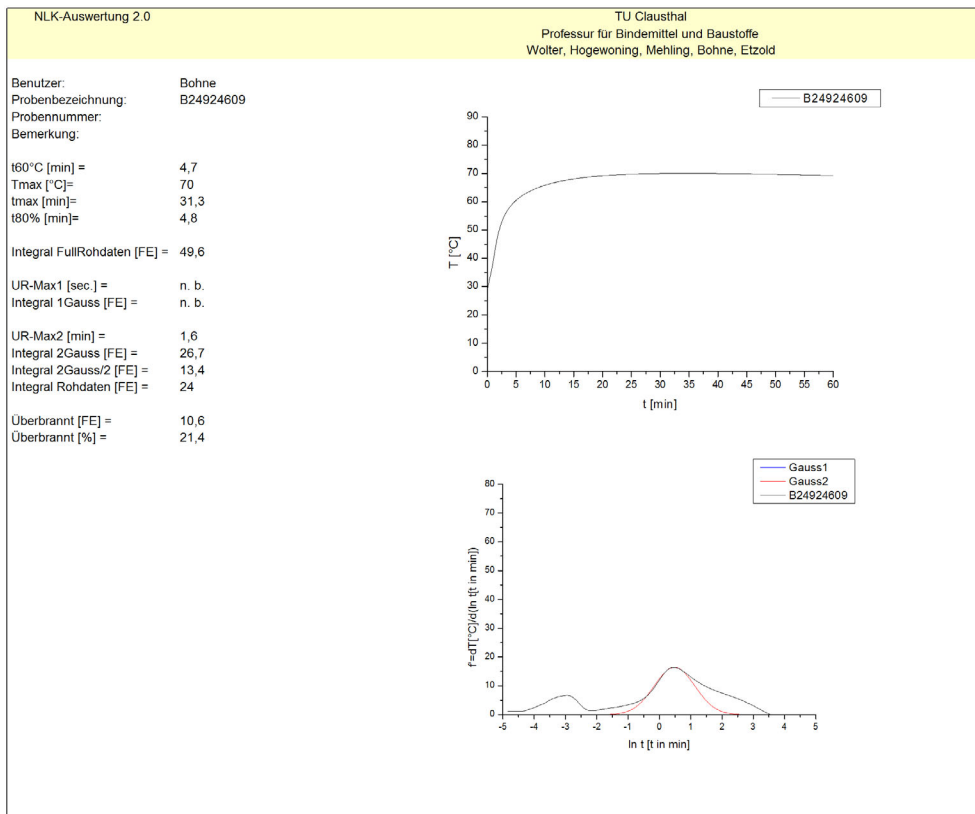 NLK-Auswertung 2.0
TU Clausthal
Professur für Bindemittel und Baustoffe
Wolter, Hogewoning, Mehling, Bohne, Etzold
Benutzer: Bohne
Probenbezeichnung: B24924609
Probennummer:
Bemerkung:
t60°C [min] = 4,7
Tmax [°C]= 70
tmax [min]= 31,3
t80% [min]= 4,8
Integral FullRohdaten [FE] = 49,6
UR-Max1 [sec.] = n. b.
Integral 1Gauss [FE] = n. b.
UR-Max2 [min] = 1,6
Integral 2Gauss [FE] = 26,7
Integral 2Gauss/2 [FE] = 13,4
Integral Rohdaten [FE] = 24
Überbrannt [FE] = 10,6
Überbrannt [%] = 21,4
B24924609
90
80
70
60
50
40
30
20
10
0
T [°C]
0 5 10 15 20 25 30 35 40 45 50 55 60
t [min]
Gauss1
Gauss2
B24924609
80
70
60
50
40
30
20
10
0
f'=dT[°C]/d(ln t[t in min])
-5 -4 -3 -2 -1 0 1 2 3 4 5
ln t [t in min]